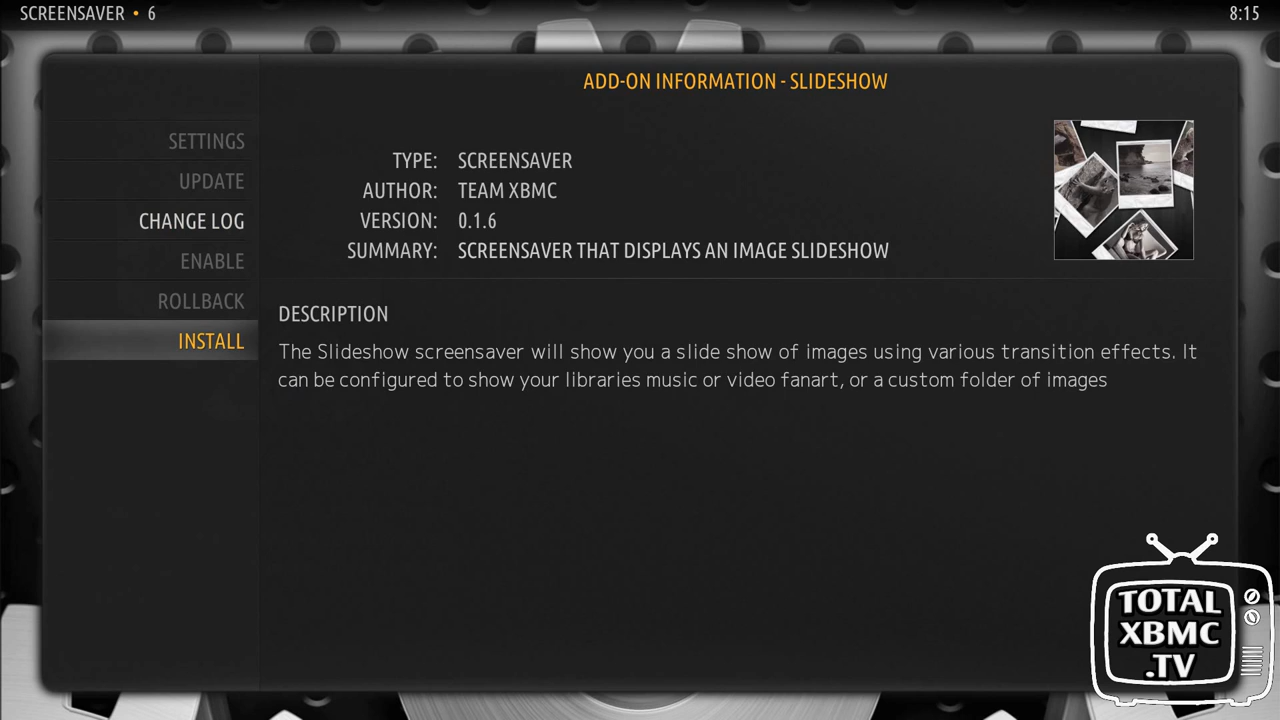 SCREENSAVER • 6
8:15
ADD-ON INFORMATION - SLIDESHOW
SETTINGS
UPDATE
CHANGE LOG
ENABLE
ROLLBACK
INSTALL
TYPE: SCREENSAVER
AUTHOR: TEAM XBMC
VERSION: 0.1.6
SUMMARY: SCREENSAVER THAT DISPLAYS AN IMAGE SLIDESHOW
DESCRIPTION
The Slideshow screensaver will show you a slide show of images using various transition effects. It
can be configured to show your libraries music or video fanart, or a custom folder of images
TOTAL
XBMC
.TV